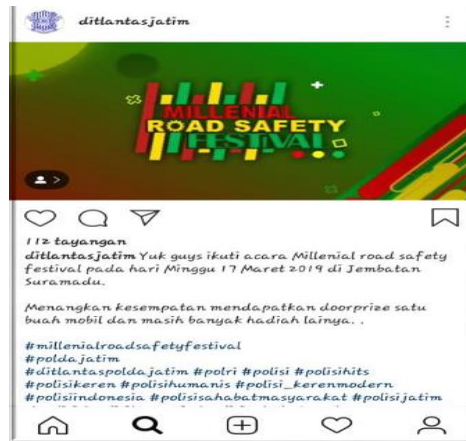 ditlantasjatim
MILLENIAL
ROAD SAFETY
FESTIVAL
112 tayangan
ditlantasjatim Yuk guys ikuti acara Millenial road safety
festival pada hari Minggu 17 Maret 2019 di Jembatan
Suramadu.
Menangkan kesempatan mendapatkan doorprize satu
buah mobil dan masih banyak hadiah lainya. .
#millenialroadsafetyfestival
#poldajatim
#ditlantaspoldajatim #polri #polisi #polisihits
#polisikeren #polisihumanis #polisi_kerenmodern
#polisiindonesia #polisisahabatmasyarakat #polisijatim